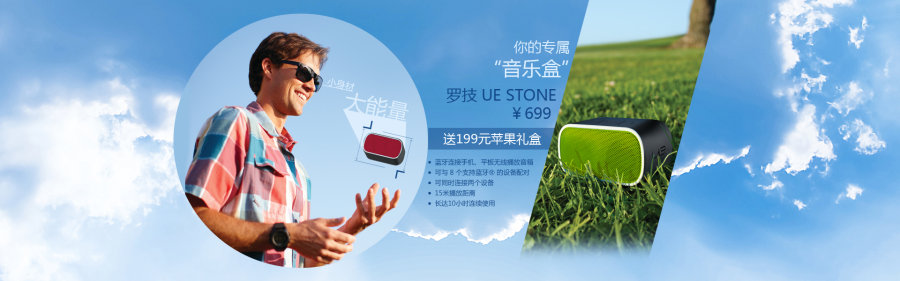 小身材
大能量
你的专属
“音乐盒”
罗技 UE STONE
￥699
送199元苹果礼盒
蓝牙连接手机、平板无线播放音箱
可与 8 个支持蓝牙® 的设备配对
可同时连接两个设备
15米播放距离
长达10小时连续使用